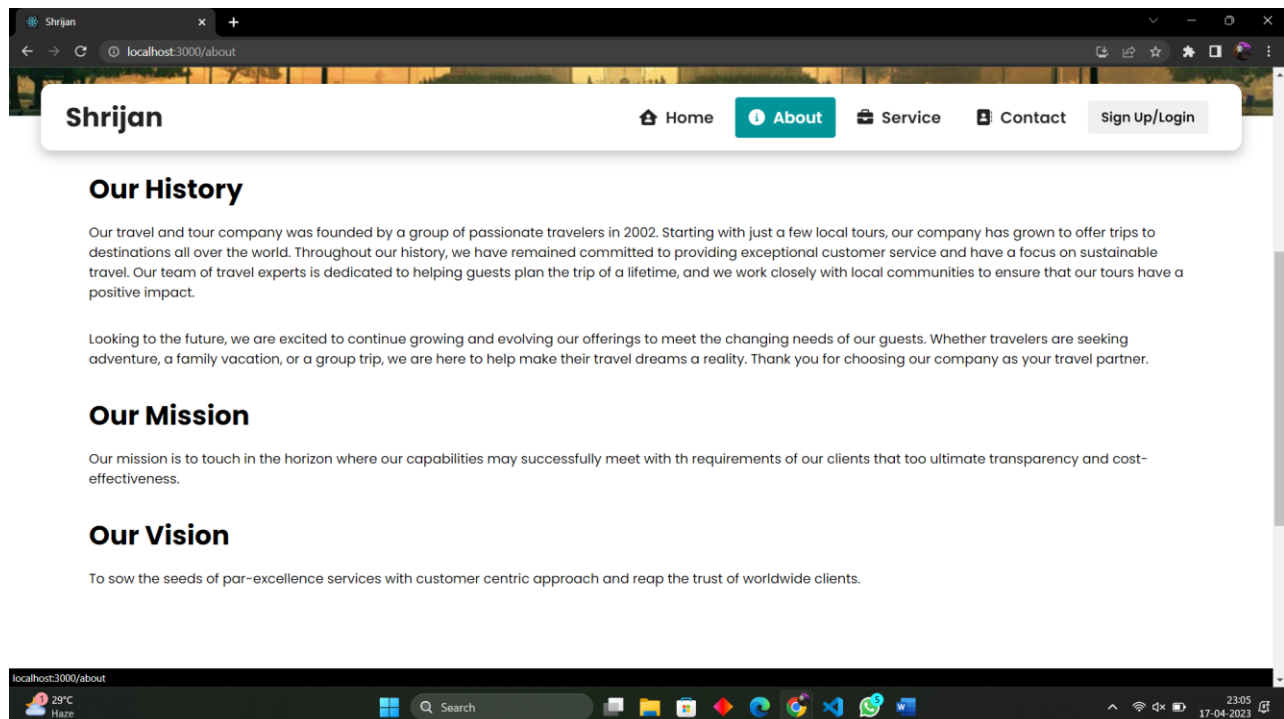 Shrijan
localhost:3000/about
Shrijan
Home
About
Service
Contact
Sign Up/Login
Our History
Our travel and tour company was founded by a group of passionate travelers in 2002. Starting with just a few local tours, our company has grown to offer trips to
destinations all over the world. Throughout our history, we have remained committed to providing exceptional customer service and have a focus on sustainable
travel. Our team of travel experts is dedicated to helping guests plan the trip of a lifetime, and we work closely with local communities to ensure that our tours have a
positive impact.
Looking to the future, we are excited to continue growing and evolving our offerings to meet the changing needs of our guests. Whether travelers are seeking
adventure, a family vacation, or a group trip, we are here to help make their travel dreams a reality. Thank you for choosing our company as your travel partner.
Our Mission
Our mission is to touch in the horizon where our capabilities may successfully meet with th requirements of our clients that too ultimate transparency and cost-
effectiveness.
Our Vision
To sow the seeds of par-excellence services with customer centric approach and reap the trust of worldwide clients.
localhost:3000/about
1
29°C
Haze
Search
5
23:05
17-04-2023